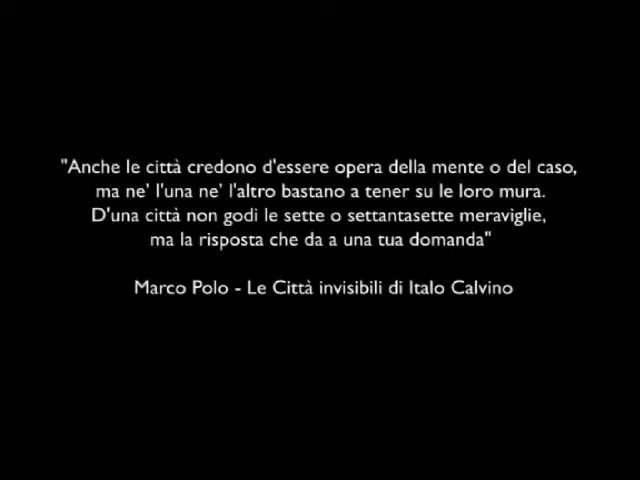 "Anche le città credono d'essere opera della mente o del caso,
ma ne' l'una ne' l'altro bastano a tener su le loro mura.
D'una città non godi le sette o settantasette meraviglie,
ma la risposta che da a una tua domanda"
Marco Polo - Le Città invisibili di Italo Calvino